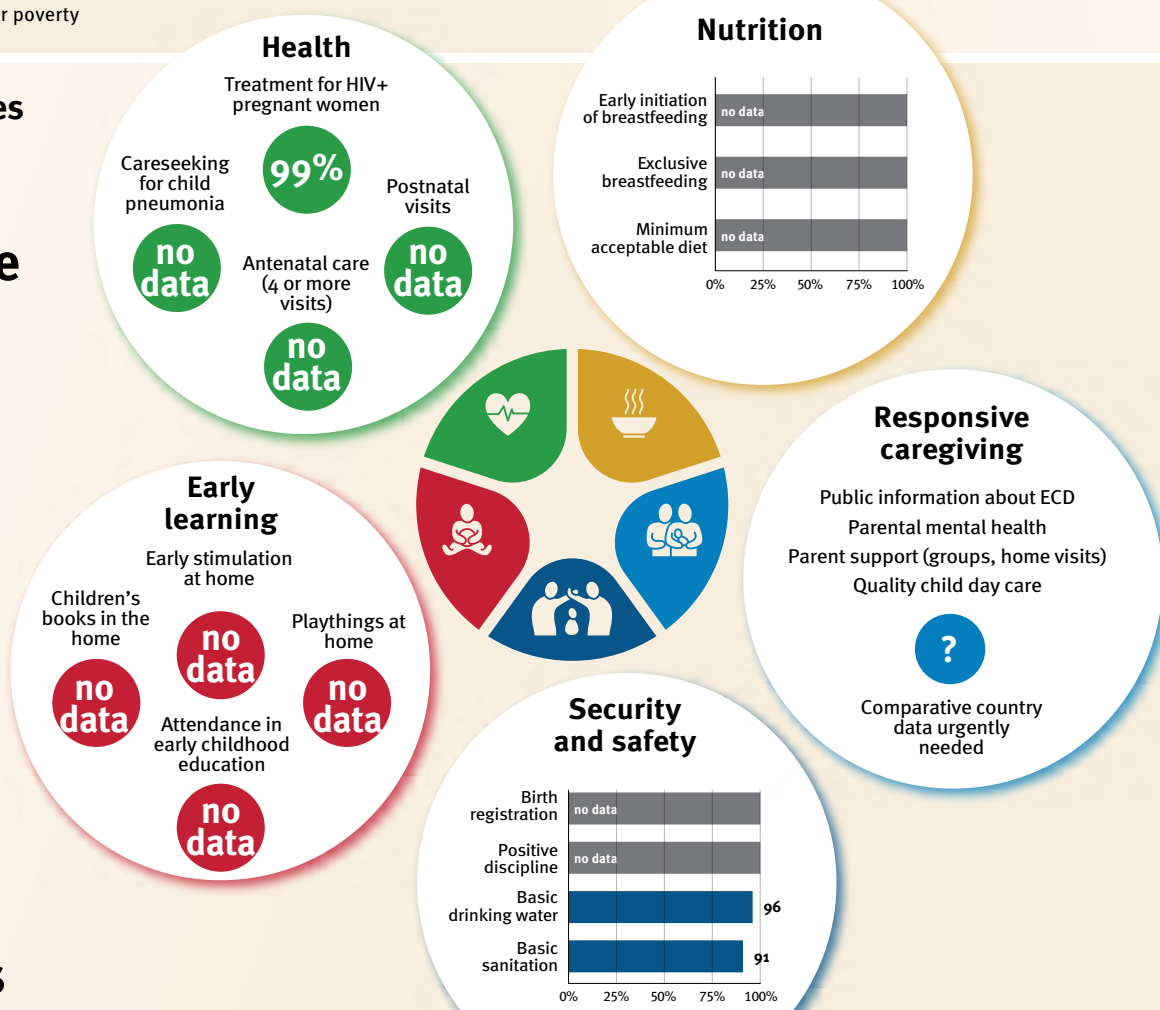 r poverty
es
e
s
Health
Treatment for HIV+
pregnant women
99%
Careseeking
for child
pneumonia
no
data
Postnatal
visits
no
data
Antenatal care
(4 or more
visits)
no
data
Nutrition
Early initiation
of breastfeeding
no data
Exclusive
breastfeeding
no data
Minimum
acceptable diet
no data
0% 25% 50% 75% 100%
Responsive
caregiving
Public information about ECD
Parental mental health
Parent support (groups, home visits)
Quality child day care
?
Comparative country
data urgently
needed
Early
learning
Early stimulation
at home
no
data
Children's
books in the
home
no
data
Playthings at
home
no
data
Attendance in
early childhood
education
no
data
Security
and safety
Birth
registration
no data
Positive
discipline
no data
Basic
drinking water
96
Basic
sanitation
91
0% 25% 50% 75% 100%